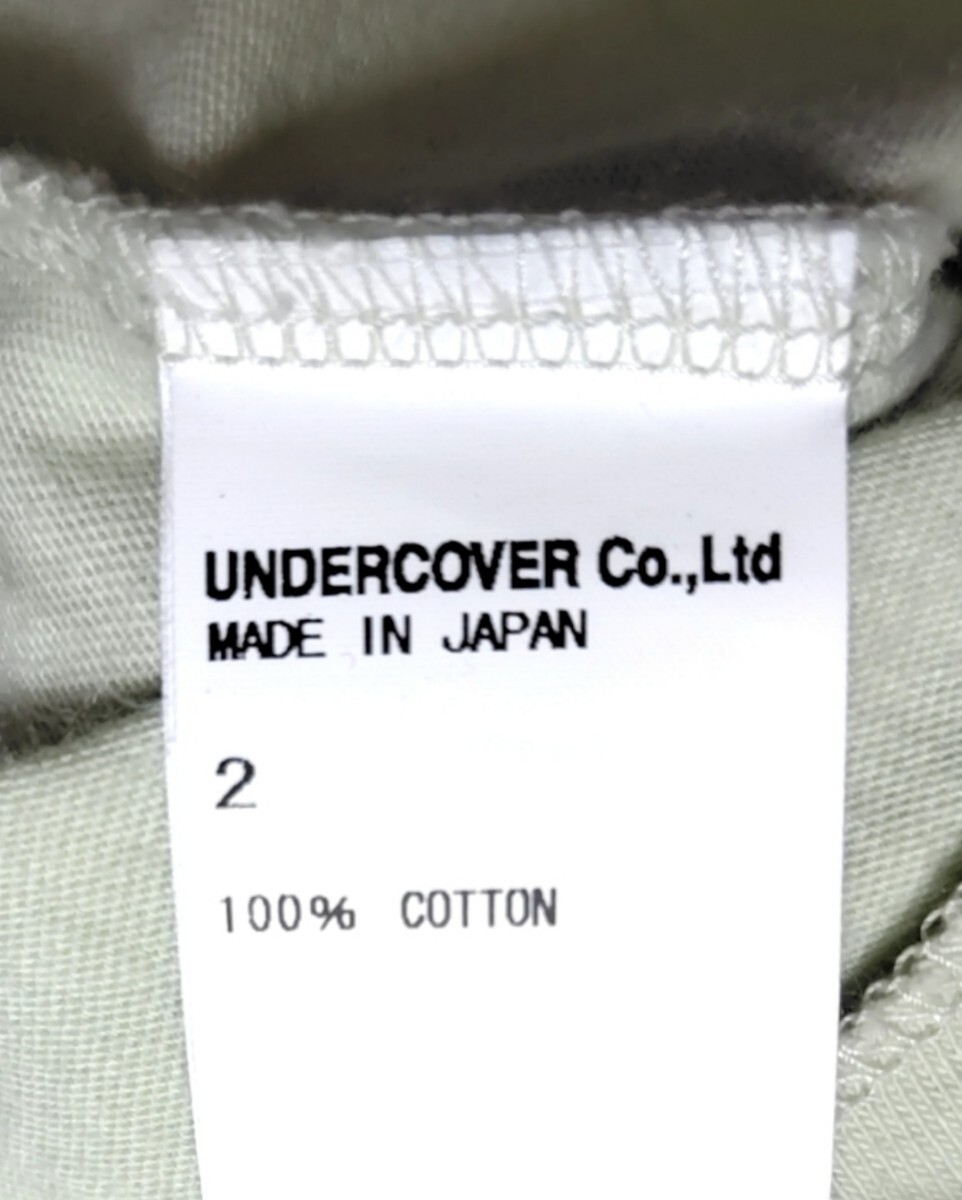 UNDERCOVER Co.,Ltd
MADE IN JAPAN
2
100% COTTON